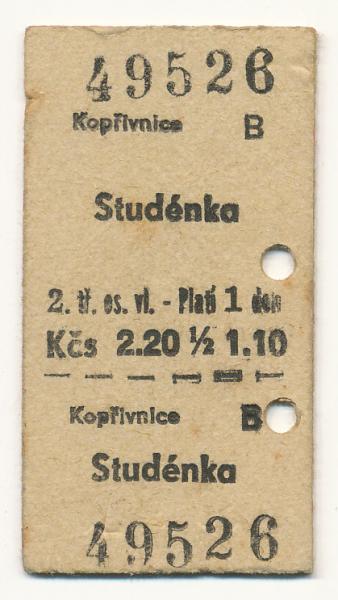 49526
Kopřivnice B
Studénka
2. tř. os. vl. - Platí 1 den
Kčs 2.20 ½ 1.10
Kopřivnice B
Studénka
49526